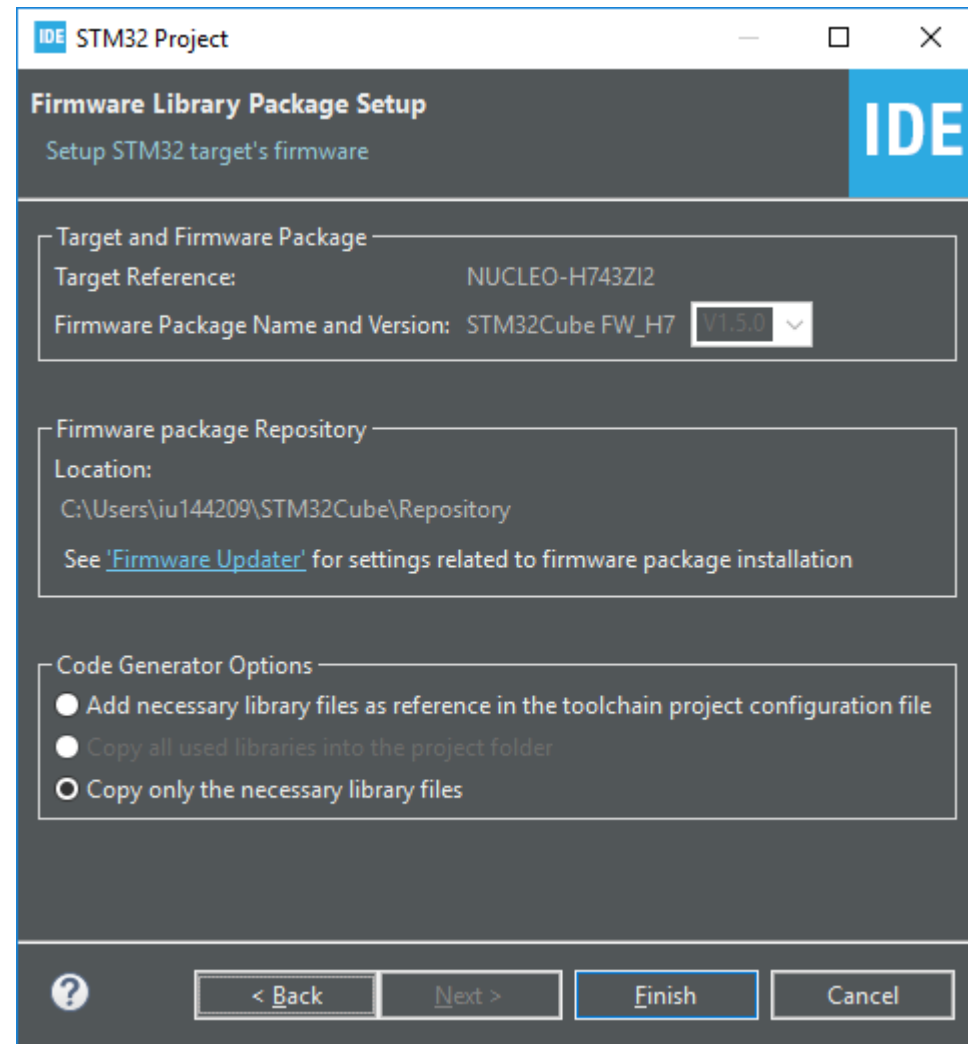 IDE STM32 Project
Firmware Library Package Setup
Setup STM32 target's firmware
IDE
Target and Firmware Package
Target Reference: NUCLEO-H743ZI2
Firmware Package Name and Version: STM32Cube FW_H7 V1.5.0
Firmware package Repository
Location:
C:\Users\iu144209\STM32Cube\Repository
See 'Firmware Updater' for settings related to firmware package installation
Code Generator Options
Add necessary library files as reference in the toolchain project configuration file
Copy all used libraries into the project folder
Copy only the necessary library files
? < Back Next > Finish Cancel